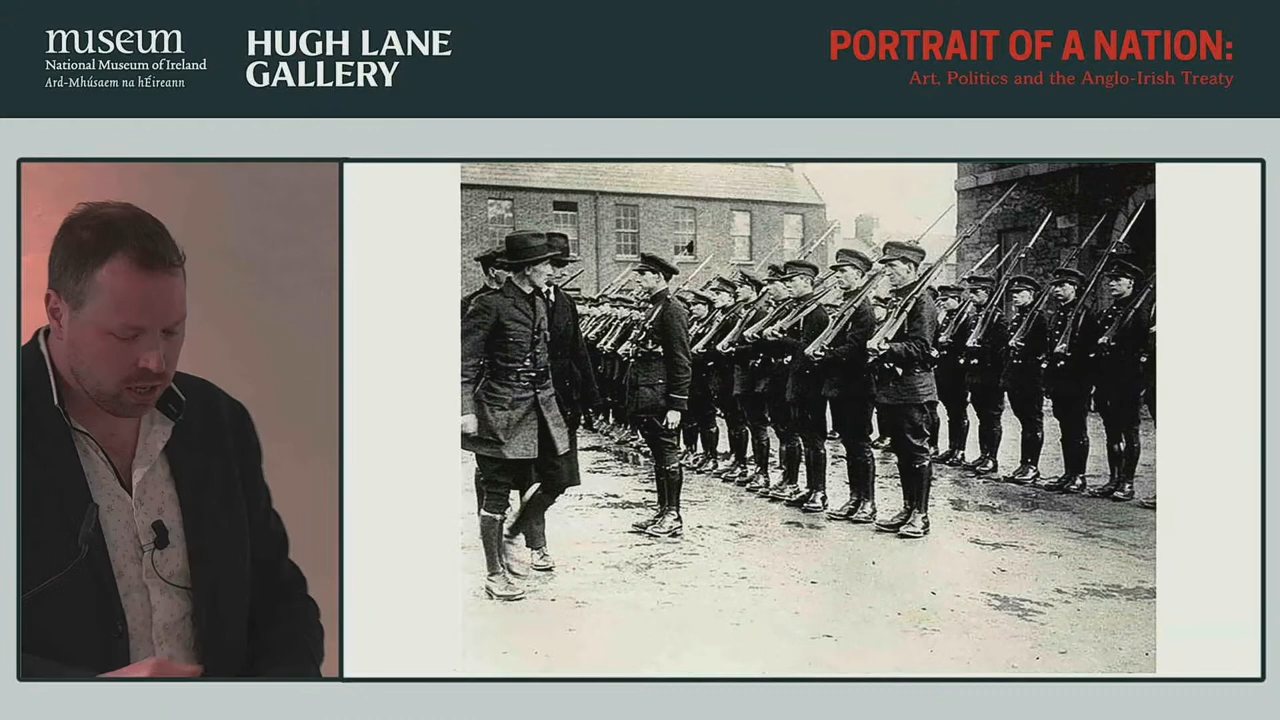 museum
National Museum of Ireland
Ard-Mhúsaem na hÉireann
HUGH LANE
GALLERY
PORTRAIT OF A NATION:
Art, Politics and the Anglo-Irish Treaty